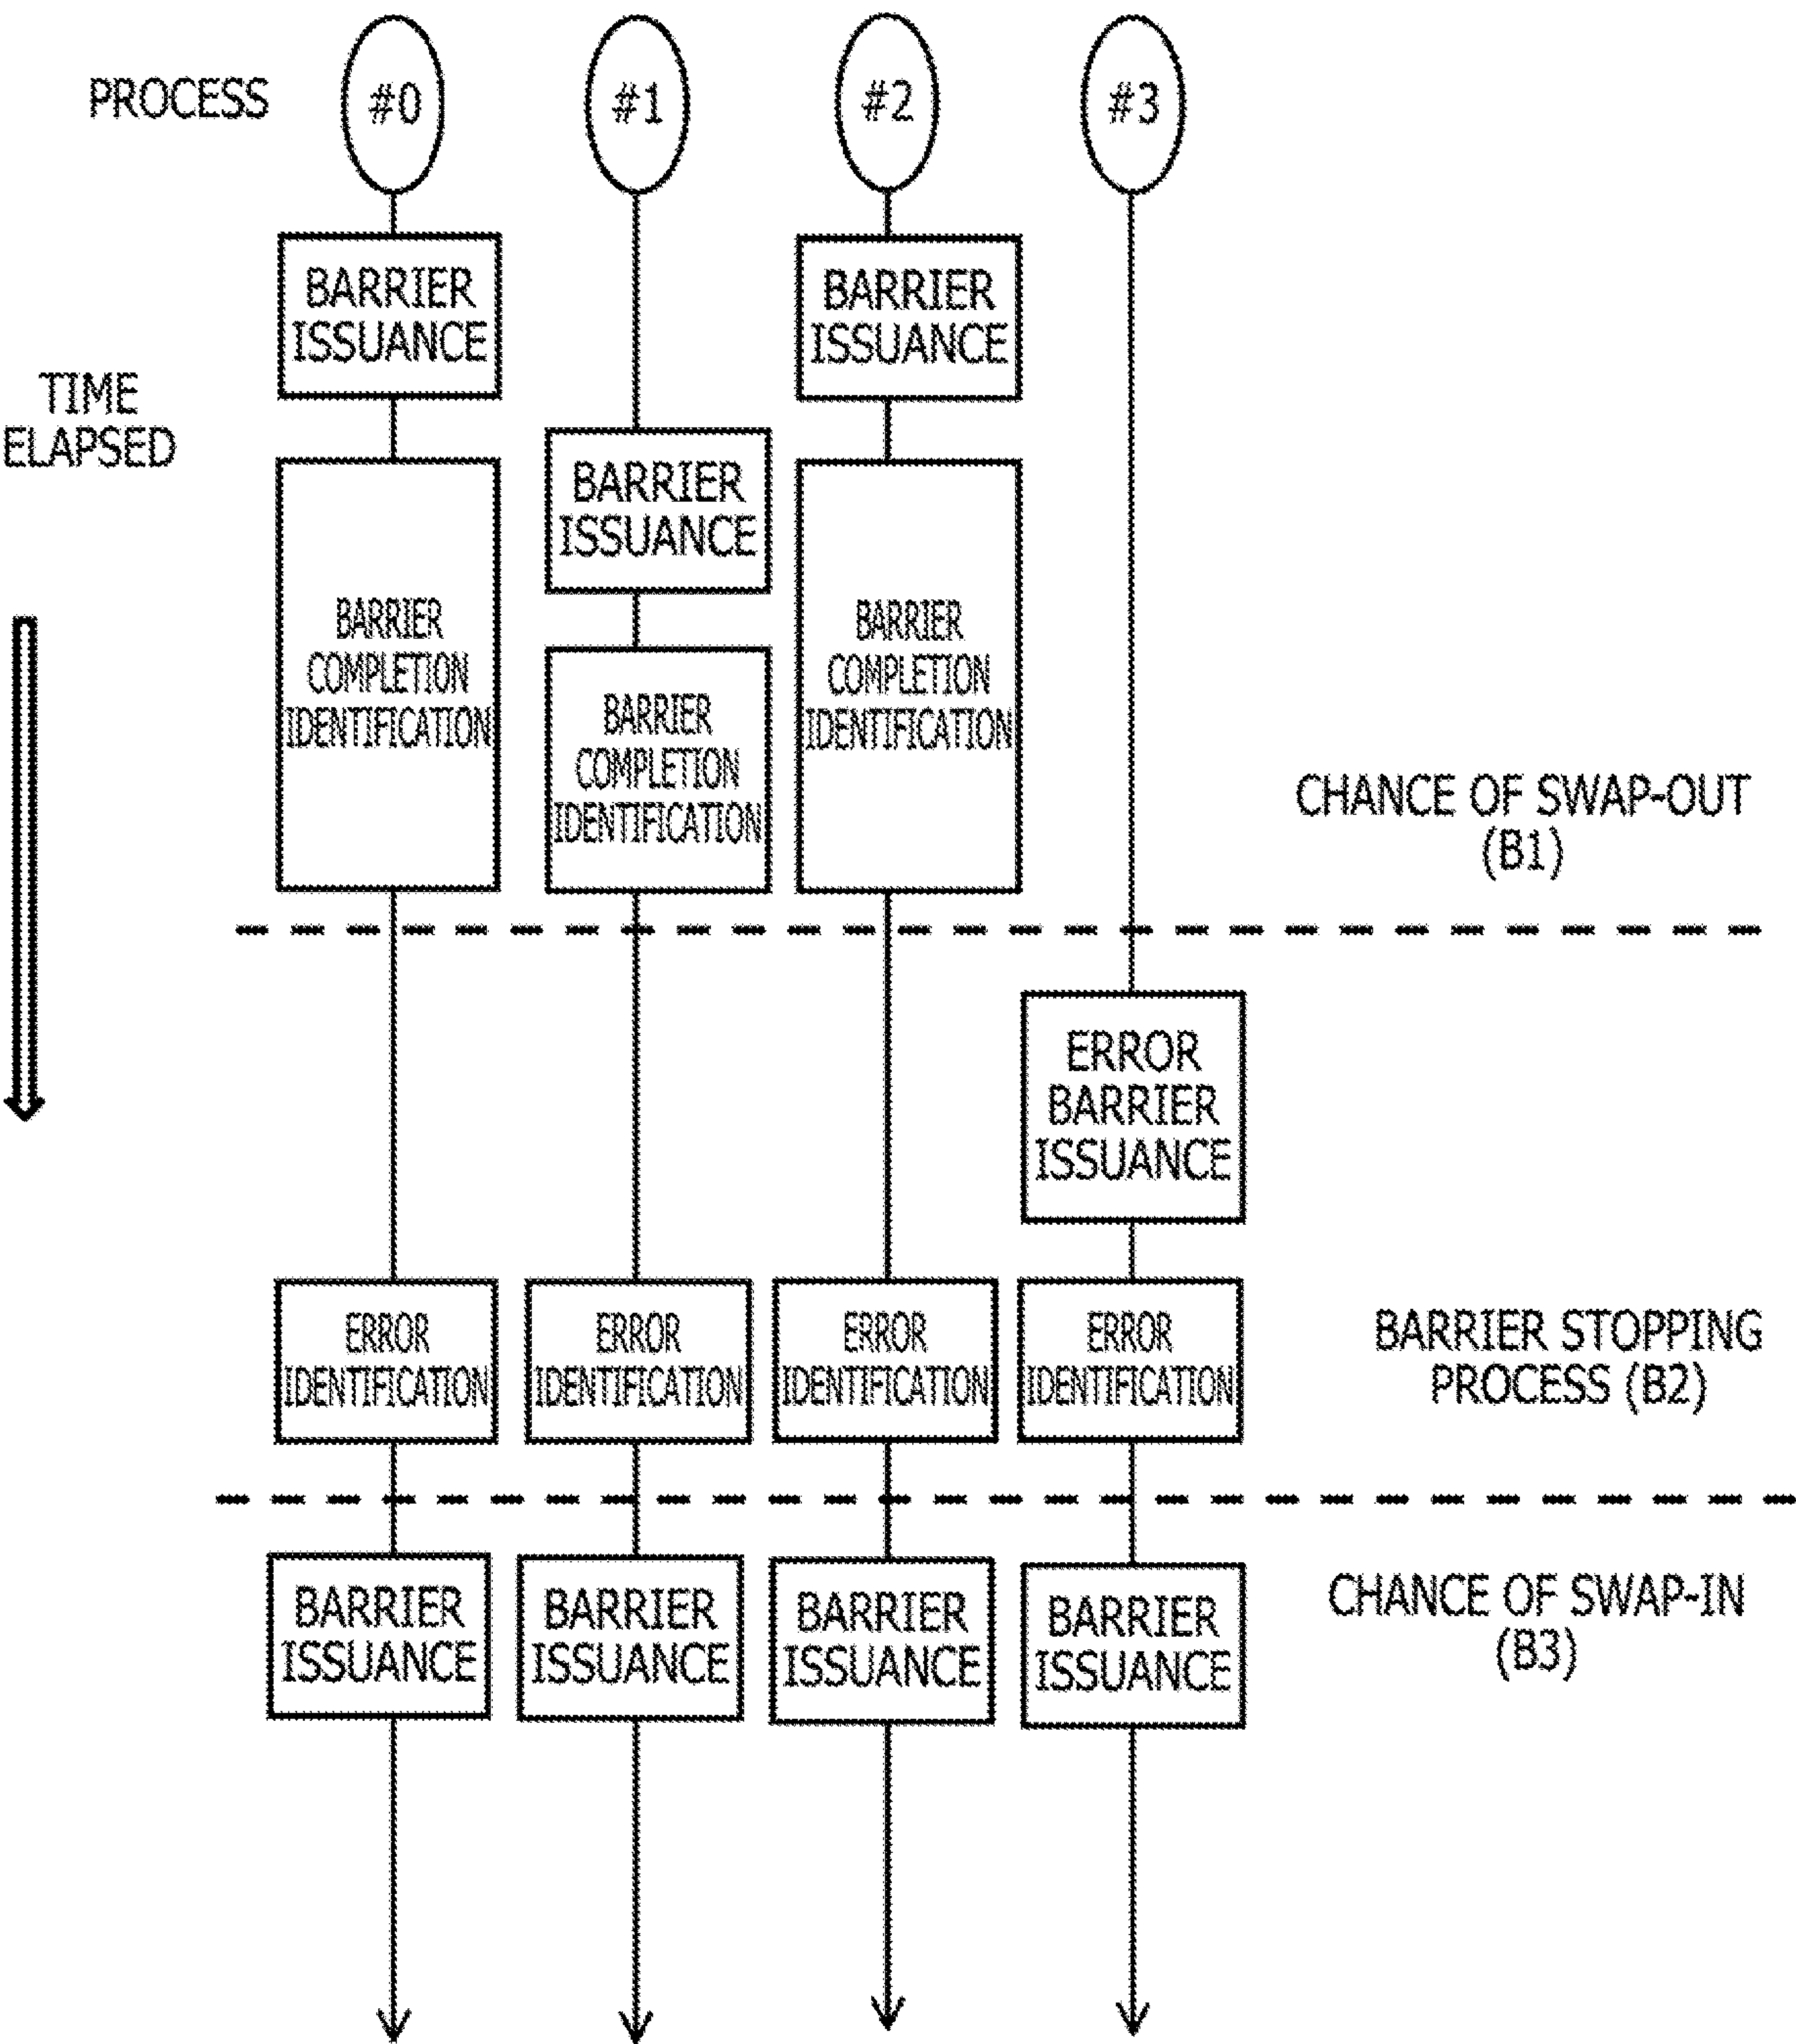 PROCESS
#0
#1
#2
#3
BARRIER
ISSUANCE
BARRIER
ISSUANCE
TIME
ELAPSED
BARRIER
ISSUANCE
BARRIER
COMPLETION
IDENTIFICATION
BARRIER
COMPLETION
IDENTIFICATION
BARRIER
COMPLETION
IDENTIFICATION
CHANCE OF SWAP-OUT
(B1)
ERROR
BARRIER
ISSUANCE
ERROR
IDENTIFICATION
ERROR
IDENTIFICATION
ERROR
IDENTIFICATION
ERROR
IDENTIFICATION
BARRIER STOPPING
PROCESS (B2)
BARRIER
ISSUANCE
BARRIER
ISSUANCE
BARRIER
ISSUANCE
BARRIER
ISSUANCE
CHANCE OF SWAP-IN
(B3)